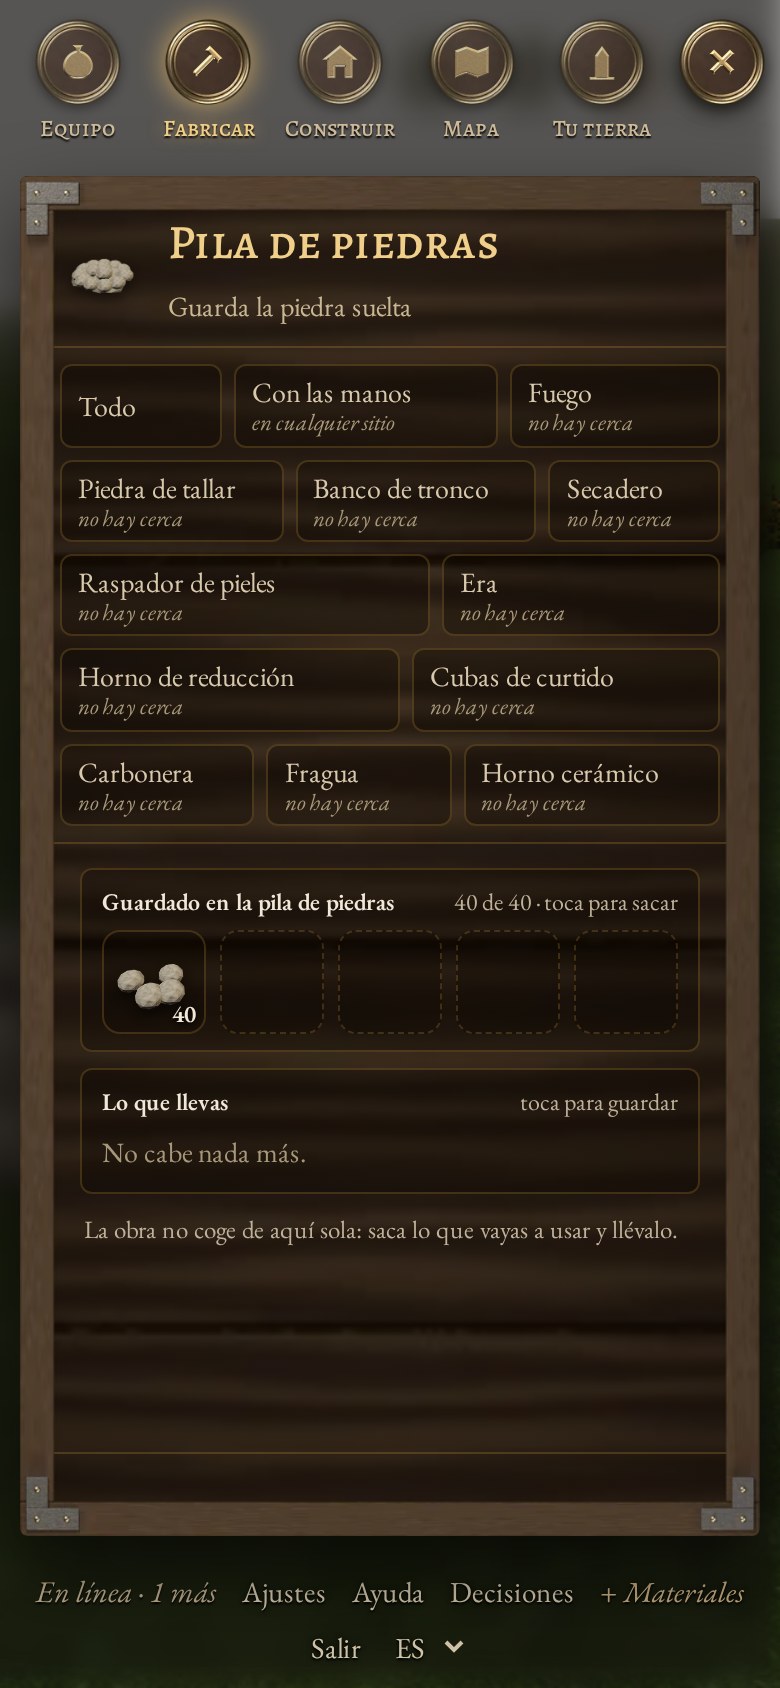 Equipo Fabricar Construir Mapa Tu tierra
Pila de piedras
Guarda la piedra suelta
Todo
Con las manos
en cualquier sitio
Fuego
no hay cerca
Piedra de tallar
no hay cerca
Banco de tronco
no hay cerca
Secadero
no hay cerca
Raspador de pieles
no hay cerca
Era
no hay cerca
Horno de reducción
no hay cerca
Cubas de curtido
no hay cerca
Carbonera
no hay cerca
Fragua
no hay cerca
Horno cerámico
no hay cerca
Guardado en la pila de piedras 40 de 40 · toca para sacar
40
Lo que llevas toca para guardar
No cabe nada más.
La obra no coge de aquí sola: saca lo que vayas a usar y llévalo.
En línea · 1 más Ajustes Ayuda Decisiones + Materiales
Salir ES